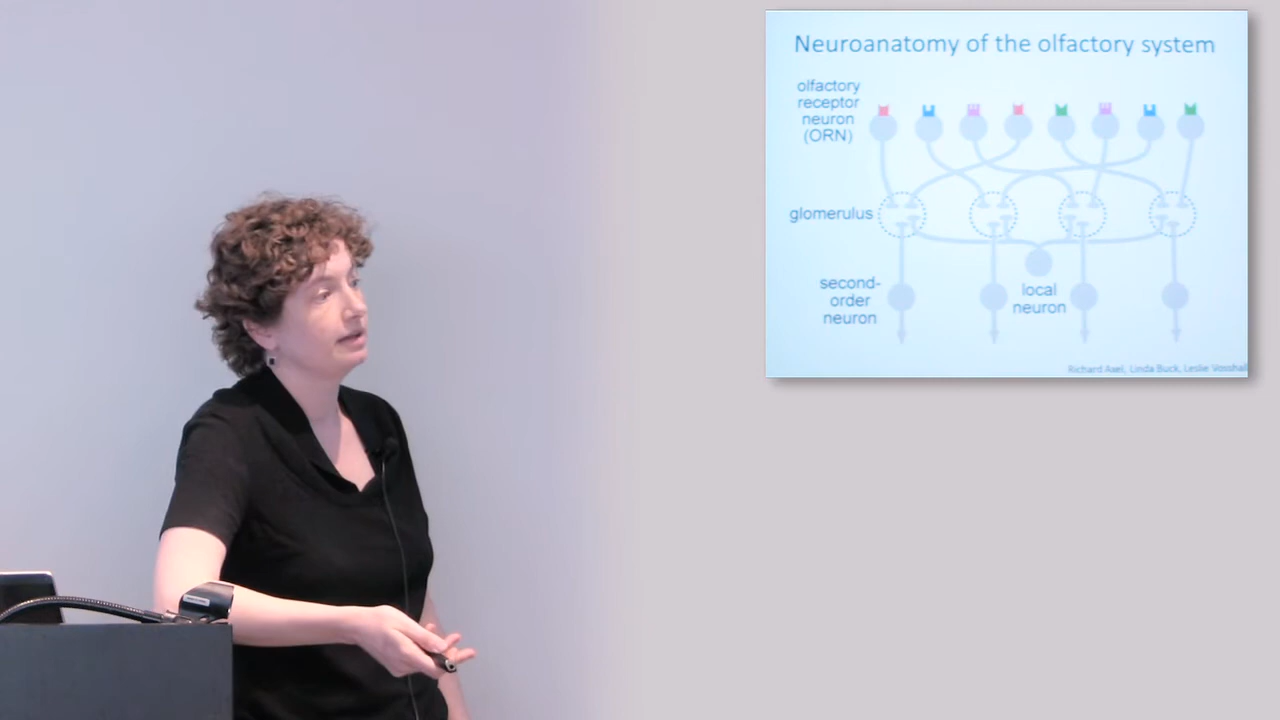 Neuroanatomy of the olfactory system
olfactory
receptor
neuron
(ORN)
glomerulus
second-
order
neuron
local
neuron
Richard Axel, Linda Buck, Leslie Vosshall